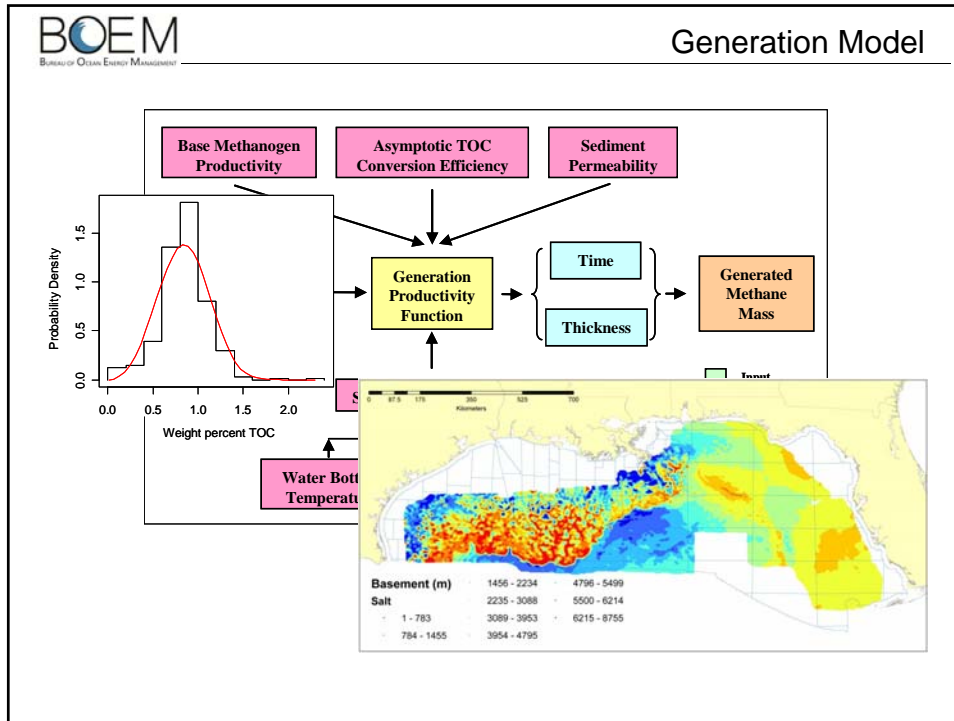 BOEM
BUREAU OF OCEAN ENERGY MANAGEMENT
Generation Model
Base Methanogen
Productivity
Asymptotic TOC
Conversion Efficiency
Sediment
Permeability
Probability Density
1.5
1.0
0.5
0.0
0.0 0.5 1.0 1.5 2.0
Weight percent TOC
Generation
Productivity
Function
Time
Thickness
Generated
Methane
Mass
Input
S
Water Bott
Temperatu
0 87.5 175 350 525 700
Kilometers
Basement (m)
Salt
1 - 783
784 - 1455
1456 - 2234
2235 - 3088
3089 - 3953
3954 - 4795
4796 - 5499
5500 - 6214
6215 - 8755